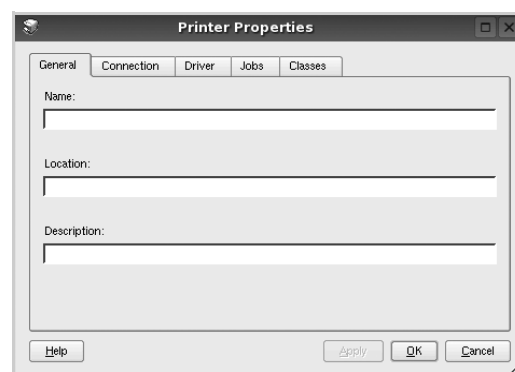 Printer Properties
General Connection Driver Jobs Classes
Name:
Location:
Description:
Help Apply OK Cancel